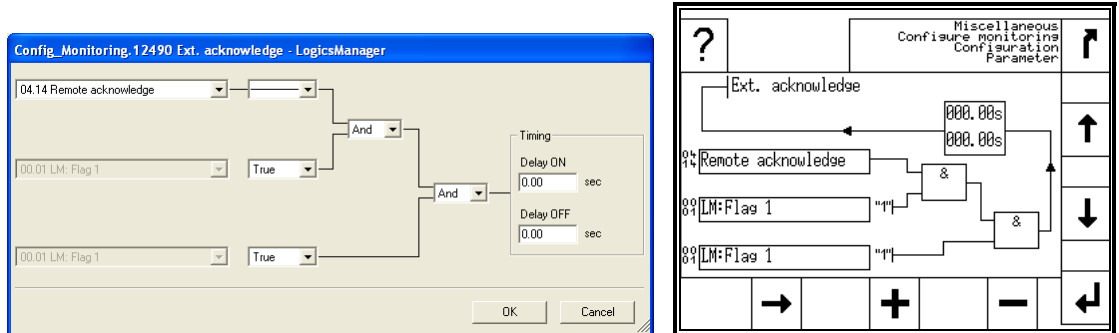 Config_Monitoring.12490 Ext. acknowledge - LogicsManager
04.14 Remote acknowledge
And
Timing
Delay ON
00.01 LM: Flag 1
True
0.00 sec
And
Delay OFF
0.00 sec
00.01 LM: Flag 1
True
OK
Cancel
?
Miscellaneous
Configure monitoring
Configuration
Parameter
Ext. acknowledge
000.00s
000.00s
04 14 Remote acknowledge
&
00 01 LM:Flag 1 "1"
&
00 01 LM:Flag 1 "1"
+
−